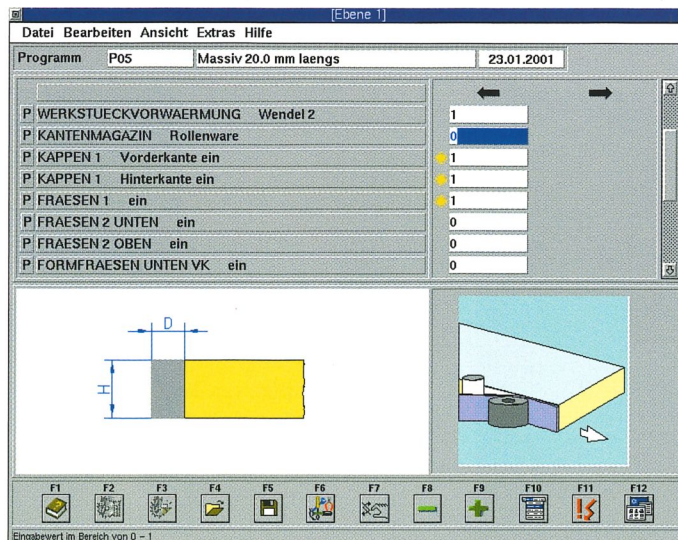 [Ebene 1]
Datei Bearbeiten Ansicht Extras Hilfe
Programm P05 Massiv 20.0 mm laengs 23.01.2001
P WERKSTUECKVORWAERMUNG Wendel 2 1
P KANTENMAGAZIN Rollenware 0
P KAPPEN 1 Vorderkante ein 1
P KAPPEN 1 Hinterkante ein 1
P FRAESEN 1 ein 1
P FRAESEN 2 UNTEN ein 0
P FRAESEN 2 OBEN ein 0
P FORMFRAESEN UNTEN VK ein 0
D
H
F1 F2 F3 F4 F5 F6 F7 F8 F9 F10 F11 F12
Eingabewert im Bereich von 0 - 1